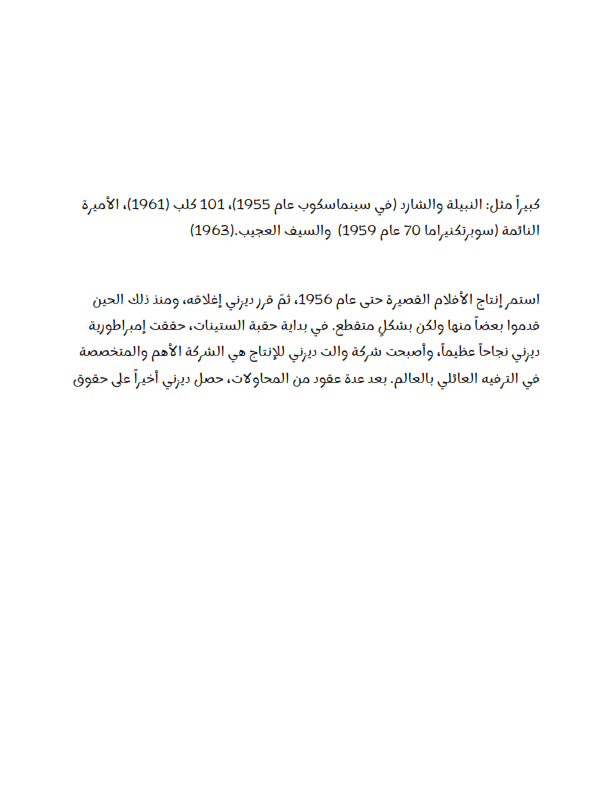 كبيراً مثل: النبيلة والشارد (في سينماسكوب عام 1955)، 101 كلب (1961)، الأميرة
النائمة (سوبرتكنيراما 70 عام 1959) والسيف العجيب.(1963)
استمر إنتاج الأفلام القصيرة حتى عام 1956، ثمّ قرر ديزني إغلاقه، ومنذ ذلك الحين
قدموا بعضاً منها ولكن بشكلٍ متقطع. في بداية حقبة الستينات، حققت إمبراطورية
ديزني نجاحاً عظيماً، وأصبحت شركة والت ديزني للإنتاج هي الشركة الأهم والمتخصصة
في الترفيه العائلي بالعالم. بعد عدة عقود من المحاولات، حصل ديزني أخيراً على حقوق